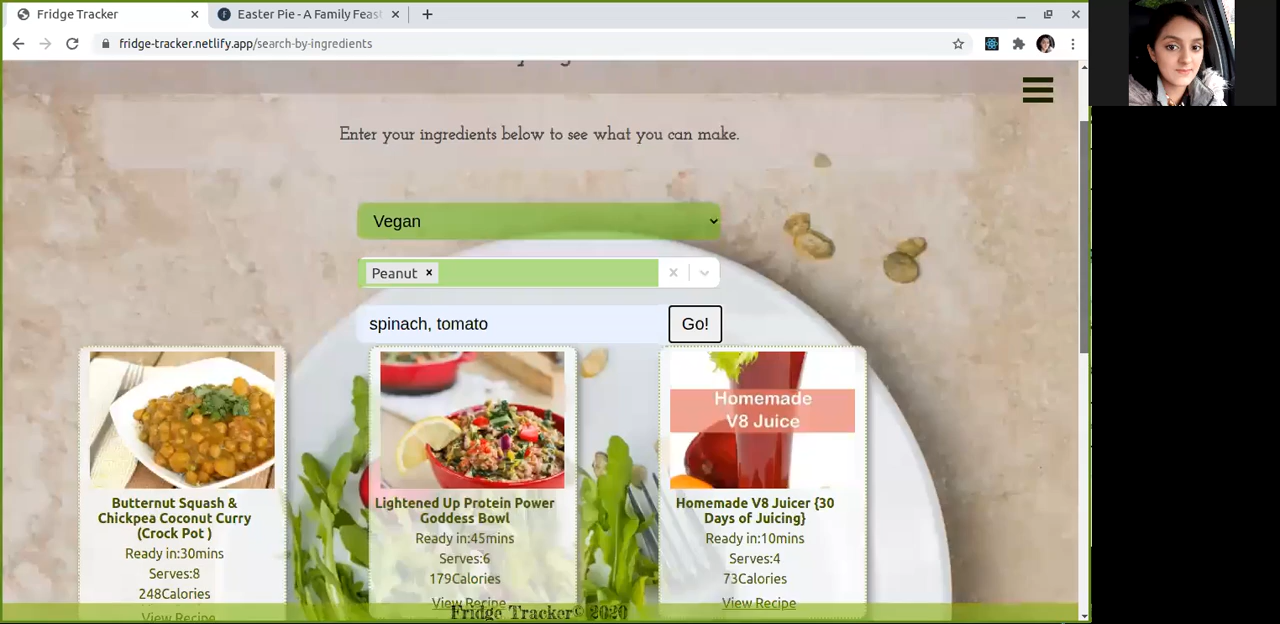 Fridge Tracker
Easter Pie - A Family Feas
fridge-tracker.netlify.app/search-by-ingredients
Enter your ingredients below to see what you can make.
Vegan
Peanut ×
spinach, tomato
Go!
Homemade
V8 Juice
Butternut Squash &
Chickpea Coconut Curry
(Crock Pot )
Ready in:30mins
Serves:8
248Calories
View Recipe
Lightened Up Protein Power
Goddess Bowl
Ready in:45mins
Serves:6
179Calories
View Recipe
Homemade V8 Juicer {30
Days of Juicing}
Ready in:10mins
Serves:4
73Calories
View Recipe
Fridge Tracker© 2020